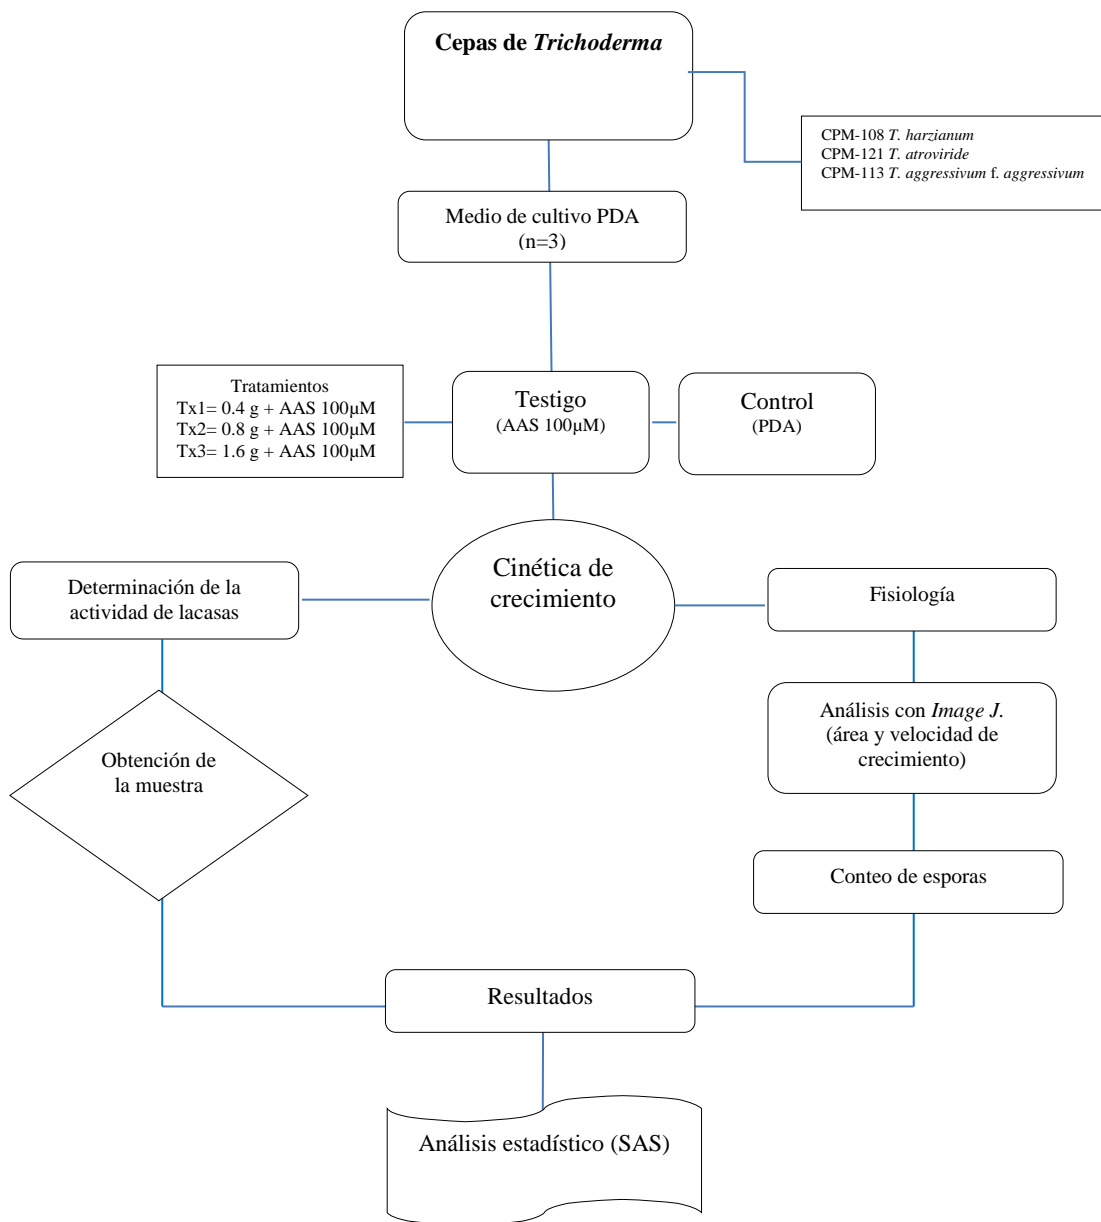 Cepas de Trichoderma
CPM-108 T. harzianum
CPM-121 T. atroviride
CPM-113 T. aggressivum f. aggressivum
Medio de cultivo PDA
(n=3)
Tratamientos
Tx1= 0.4 g + AAS 100µM
Tx2= 0.8 g + AAS 100µM
Tx3= 1.6 g + AAS 100µM
Testigo
(AAS 100µM)
Control
(PDA)
Cinética de
crecimiento
Determinación de la
actividad de lacasas
Fisiología
Obtención de
la muestra
Análisis con Image J.
(área y velocidad de
crecimiento)
Conteo de esporas
Resultados
Análisis estadístico (SAS)